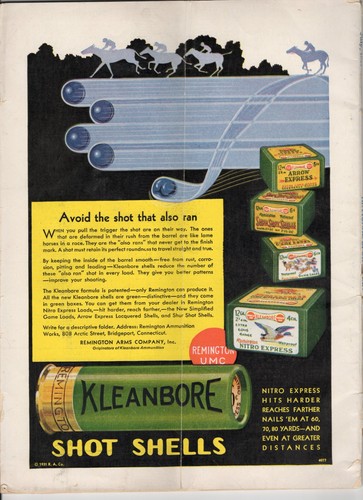 ARROW
EXPRESS
NITRO EXPRESS
Avoid the shot that also ran
WHEN you pull the trigger the shot are on their way. The ones
that are deformed in their rush from the barrel are like lame
horses in a race. They are the "also rans" that never get to the finish
mark. A shot must retain its perfect roundness to travel straight and true.
By keeping the inside of the barrel smooth—free from rust, corro-
sion, pitting and leading—Kleanbore shells reduce the number of
these "also ran" shot in every load. They give you better patterns
—improve your shooting.
The Kleanbore formula is patented—only Remington can produce it.
All the new Kleanbore shells are green—distinctive—and they come
in green boxes. You can get them from your dealer in Remington
Nitro Express Loads,—hit harder, reach farther,—the New Simplified
Game Loads, Arrow Express Lacquered Shells, and Shur Shot Shells.
Write for a descriptive folder. Address: Remington Ammunition
Works, 808 Arctic Street, Bridgeport, Connecticut.
REMINGTON ARMS COMPANY, Inc.
Originators of Kleanbore Ammunition
REMINGTON
UMC
REMINGTON
KLEANBORE
SHOT SHELLS
NITRO EXPRESS
HITS HARDER
REACHES FARTHER
NAILS 'EM AT 60,
70, 80 YARDS—AND
EVEN AT GREATER
DISTANCES
© 1931 R. A. Co.